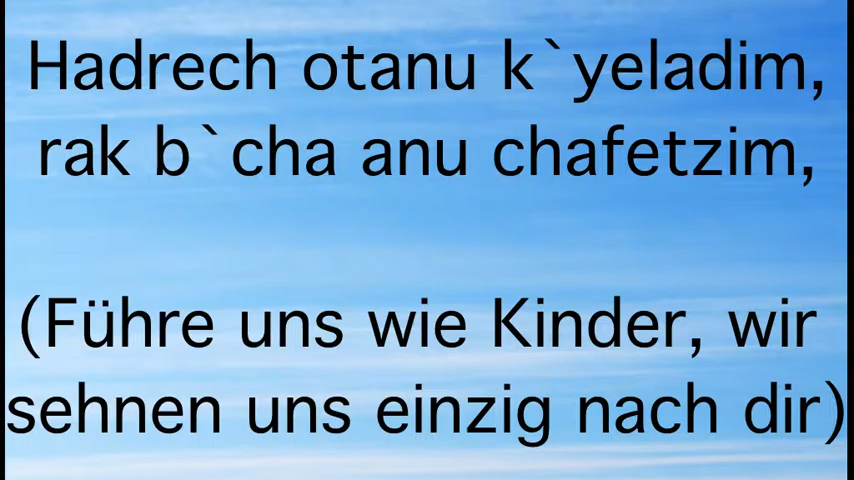 Hadrech otanu k`yeladim,
rak b`cha anu chafetzim,
(Führe uns wie Kinder, wir
sehnen uns einzig nach dir)